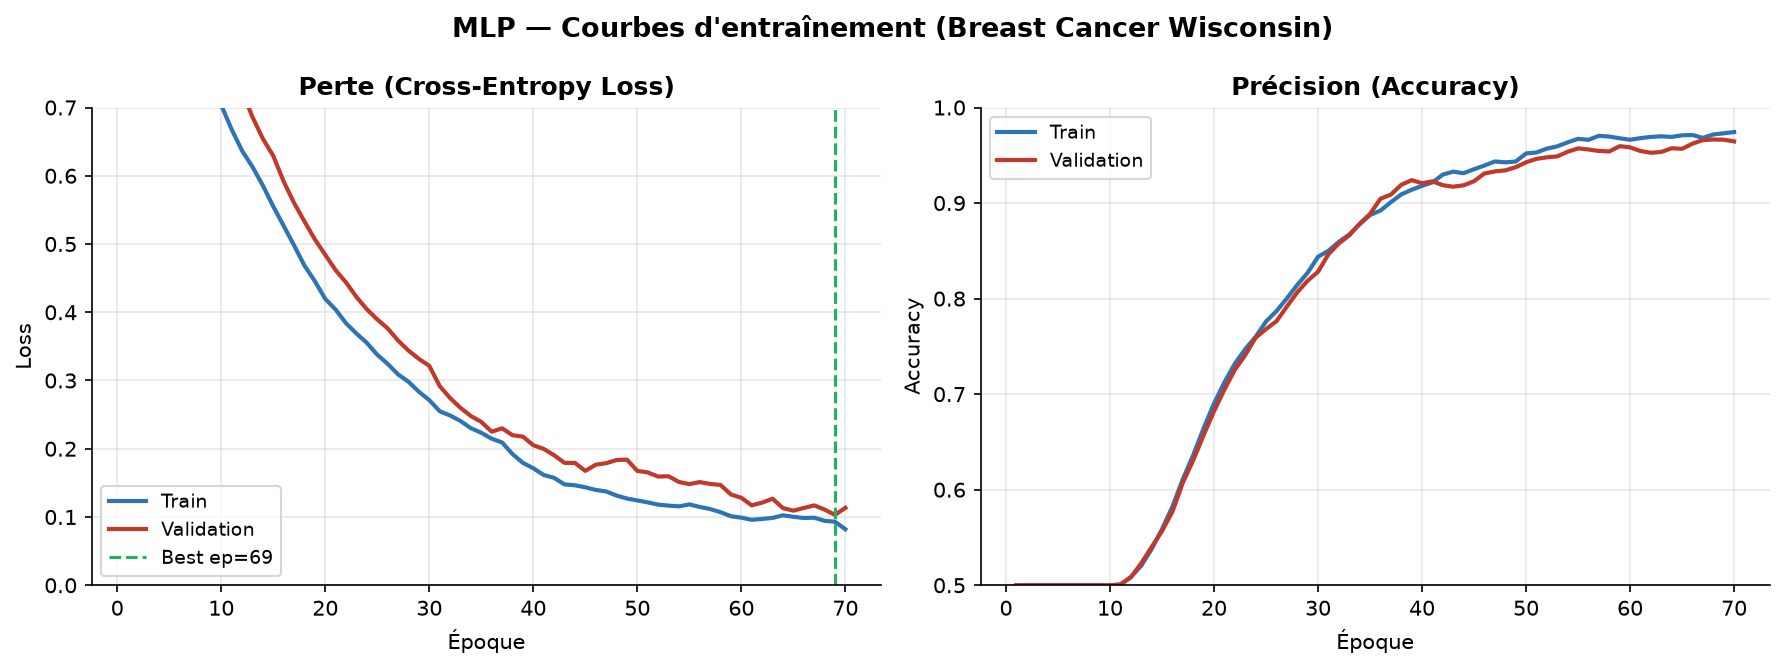 MLP — Courbes d'entraînement (Breast Cancer Wisconsin)
Perte (Cross-Entropy Loss)
0.7
0.6
0.5
0.4
0.3
0.2
0.1
0.0
Loss
Train
Validation
Best ep=69
0 10 20 30 40 50 60 70
Époque
Précision (Accuracy)
1.0
0.9
0.8
0.7
0.6
0.5
Accuracy
Train
Validation
0 10 20 30 40 50 60 70
Époque